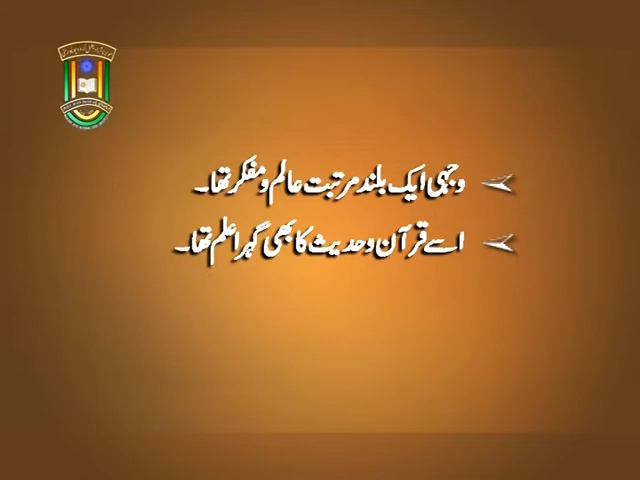 وجہی ایک بلند مرتبت عالم و مفکر تھا۔
اسے قرآن و حدیث کا بھی گہرا علم تھا۔